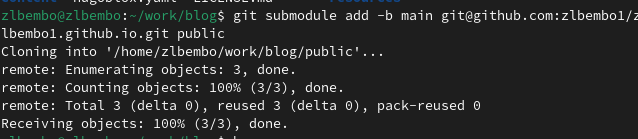 zlbembo@zlbembo:~/work/blog$ git submodule add -b main git@github.com:zlbembo1/z
lbembo1.github.io.git public
Cloning into '/home/zlbembo/work/blog/public'...
remote: Enumerating objects: 3, done.
remote: Counting objects: 100% (3/3), done.
remote: Total 3 (delta 0), reused 3 (delta 0), pack-reused 0
Receiving objects: 100% (3/3), done.